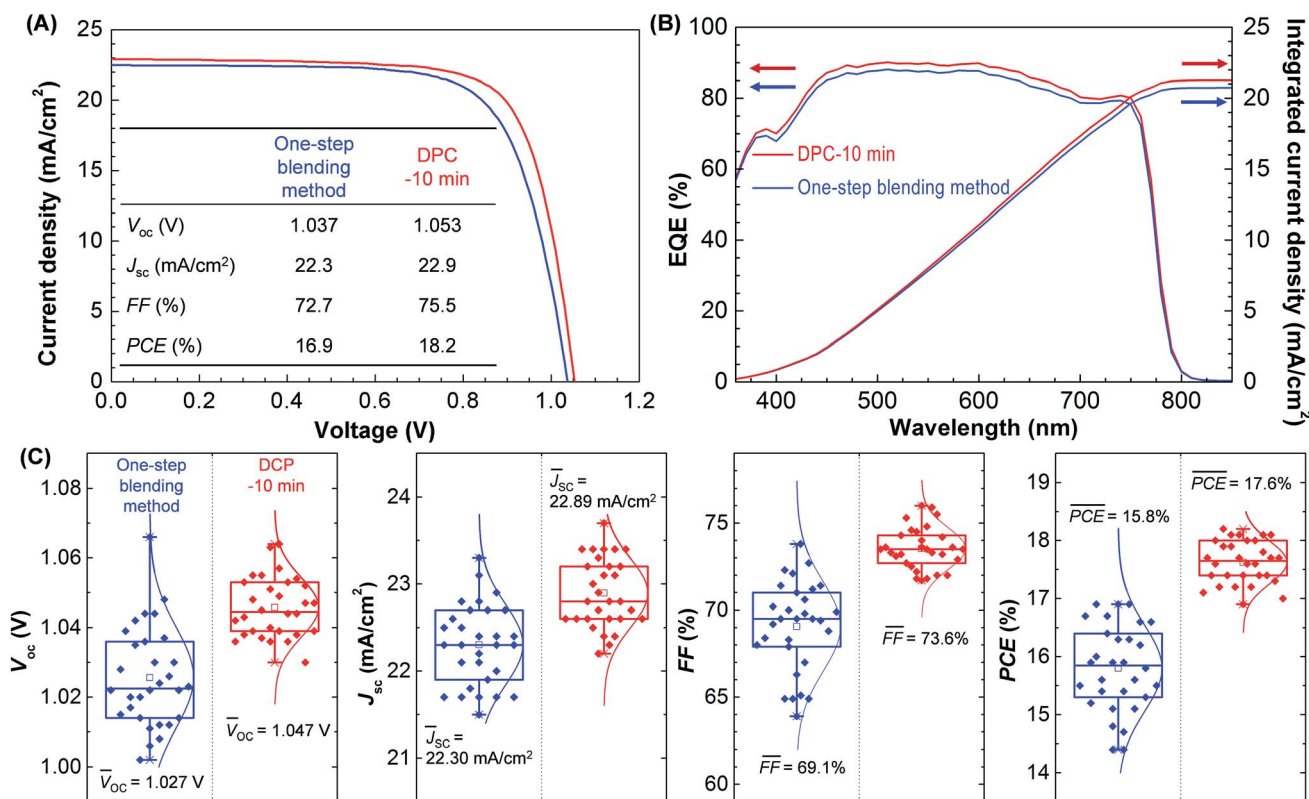 (A)
25
20
15
10
5
0
Current density (mA/cm²)
One-step blending method
DPC -10 min
Voc (V) 1.037 1.053
Jsc (mA/cm²) 22.3 22.9
FF (%) 72.7 75.5
PCE (%) 16.9 18.2
0.0 0.2 0.4 0.6 0.8 1.0 1.2
Voltage (V)
(B)
100
80
60
40
20
0
EQE (%)
DPC-10 min
One-step blending method
25
20
15
10
5
0
Integrated current density (mA/cm²)
400 500 600 700 800
Wavelength (nm)
(C)
1.08
1.06
1.04
1.02
1.00
Voc (V)
One-step
blending
method
DCP
-10 min
V̅OC = 1.027 V
V̅OC = 1.047 V
24
23
22
21
Jsc (mA/cm²)
J̅SC =
22.30 mA/cm²
J̅SC =
22.89 mA/cm²
75
70
65
60
FF (%)
F̅F̅ = 69.1%
F̅F̅ = 73.6%
19
18
17
16
15
14
PCE (%)
P̅C̅E̅ = 15.8%
P̅C̅E̅ = 17.6%